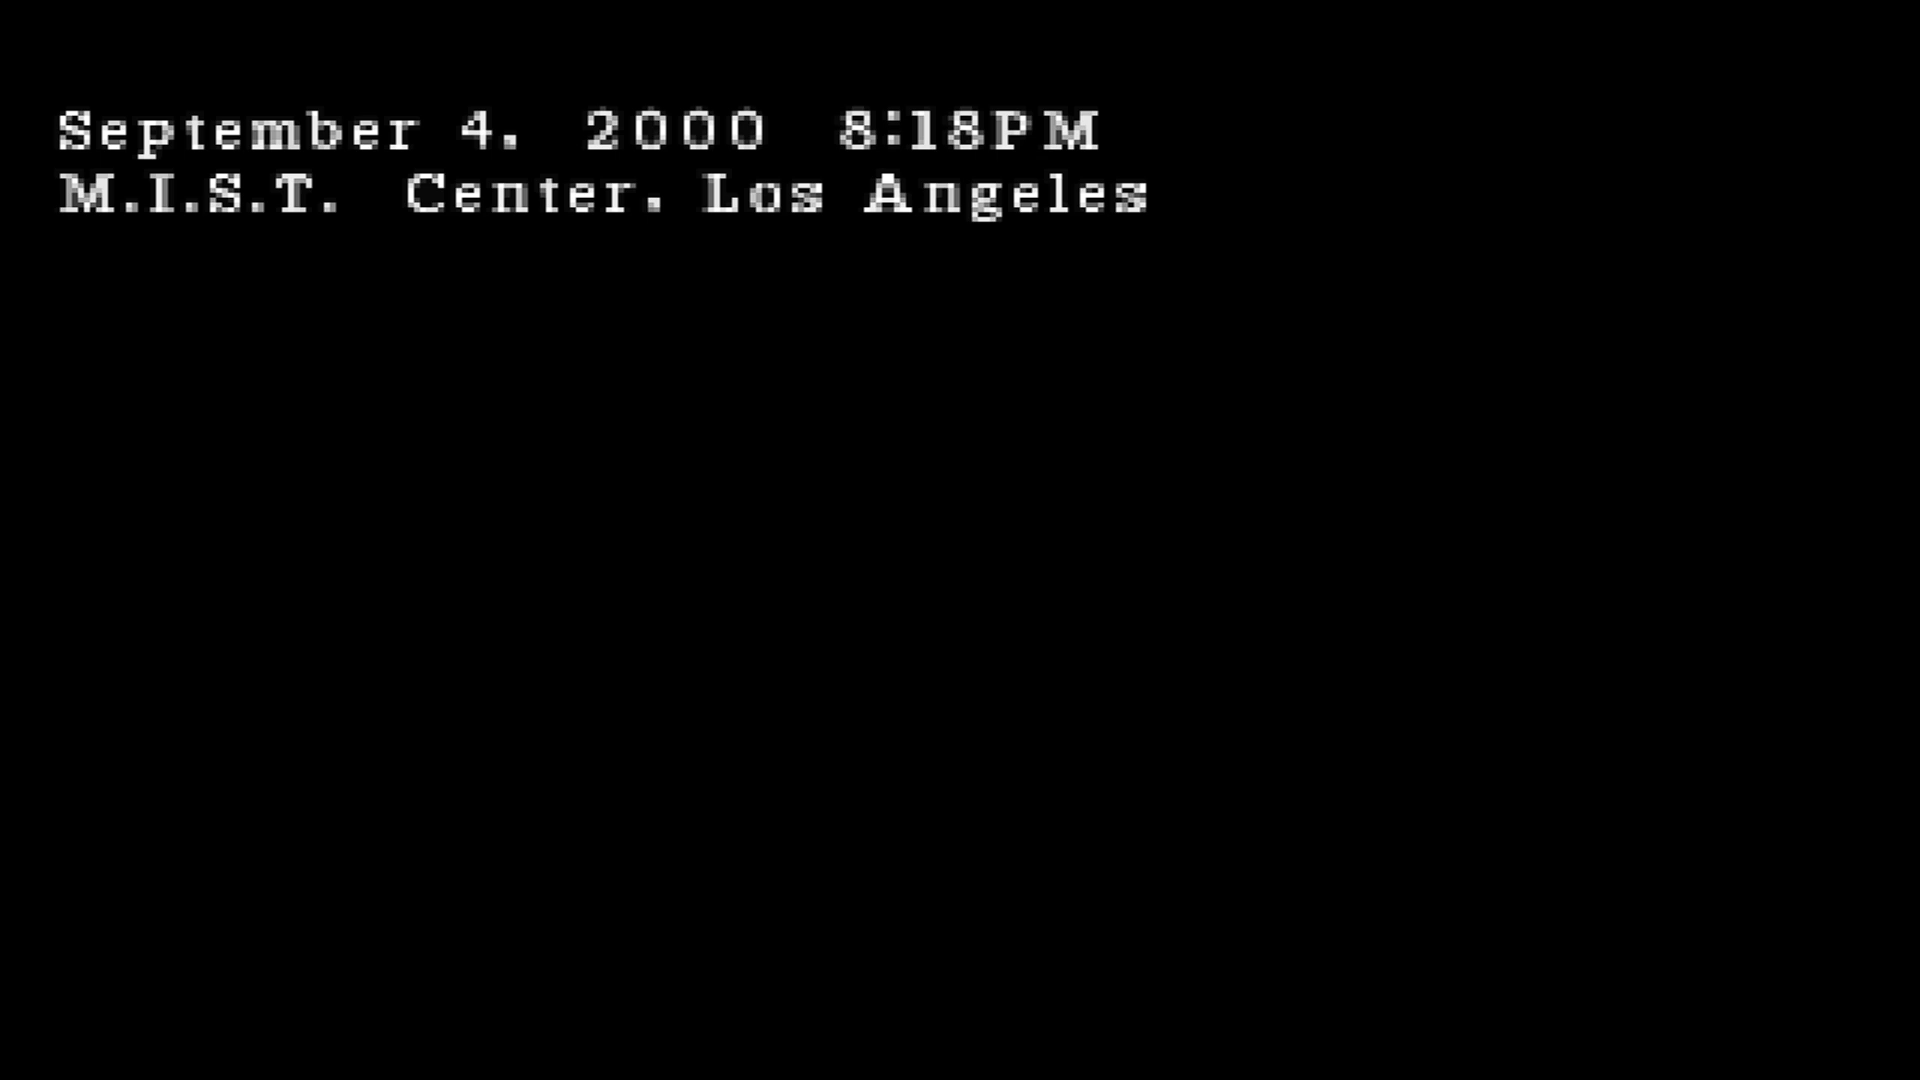 September 4, 2000 8:18PM
M.I.S.T. Center, Los Angeles